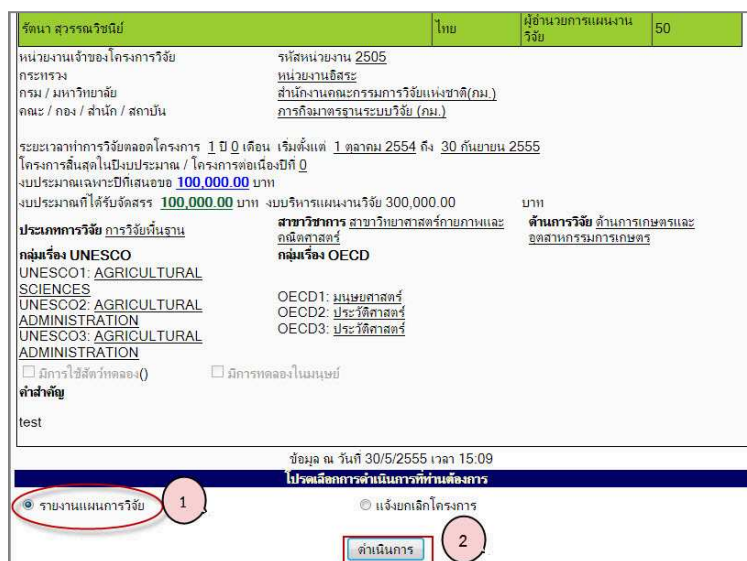 รัตนา สุวรรณวิชนีย์ ไทย ผู้อำนวยการแผนงานวิจัย 50
หน่วยงานเจ้าของโครงการวิจัย รหัสหน่วยงาน 2505
กระทรวง หน่วยงานอิสระ
กรม / มหาวิทยาลัย สำนักงานคณะกรรมการวิจัยแห่งชาติ(กม.)
คณะ / กอง / สำนัก / สถาบัน ภารกิจมาตรฐานระบบวิจัย (กม.)
ระยะเวลาทำการวิจัยตลอดโครงการ 1 ปี 0 เดือน เริ่มตั้งแต่ 1 ตุลาคม 2554 ถึง 30 กันยายน 2555
โครงการสิ้นสุดในปีงบประมาณ / โครงการต่อเนื่องปีที่ 0
งบประมาณเฉพาะปีที่เสนอขอ 100,000.00 บาท
งบประมาณที่ได้รับจัดสรร 100,000.00 บาท งบบริหารแผนงานวิจัย 300,000.00 บาท
ประเภทการวิจัย การวิจัยพื้นฐาน
สาขาวิชาการ สาขาวิทยาศาสตร์กายภาพและ
คณิตศาสตร์
ด้านการวิจัย ด้านการเกษตรและ
อุตสาหกรรมการเกษตร
กลุ่มเรื่อง UNESCO
UNESCO1: AGRICULTURAL
SCIENCES
UNESCO2: AGRICULTURAL
ADMINISTRATION
UNESCO3: AGRICULTURAL
ADMINISTRATION
กลุ่มเรื่อง OECD
OECD1: มนุษยศาสตร์
OECD2: ประวัติศาสตร์
OECD3: ประวัติศาสตร์
มีการใช้สัตว์ทดลอง() มีการทดลองในมนุษย์
คำสำคัญ
test
ข้อมูล ณ วันที่ 30/5/2555 เวลา 15:09
โปรดเลือกการดำเนินการที่ท่านต้องการ
รายงานแผนการวิจัย 1 แจ้งยกเลิกโครงการ
ดำเนินการ 2